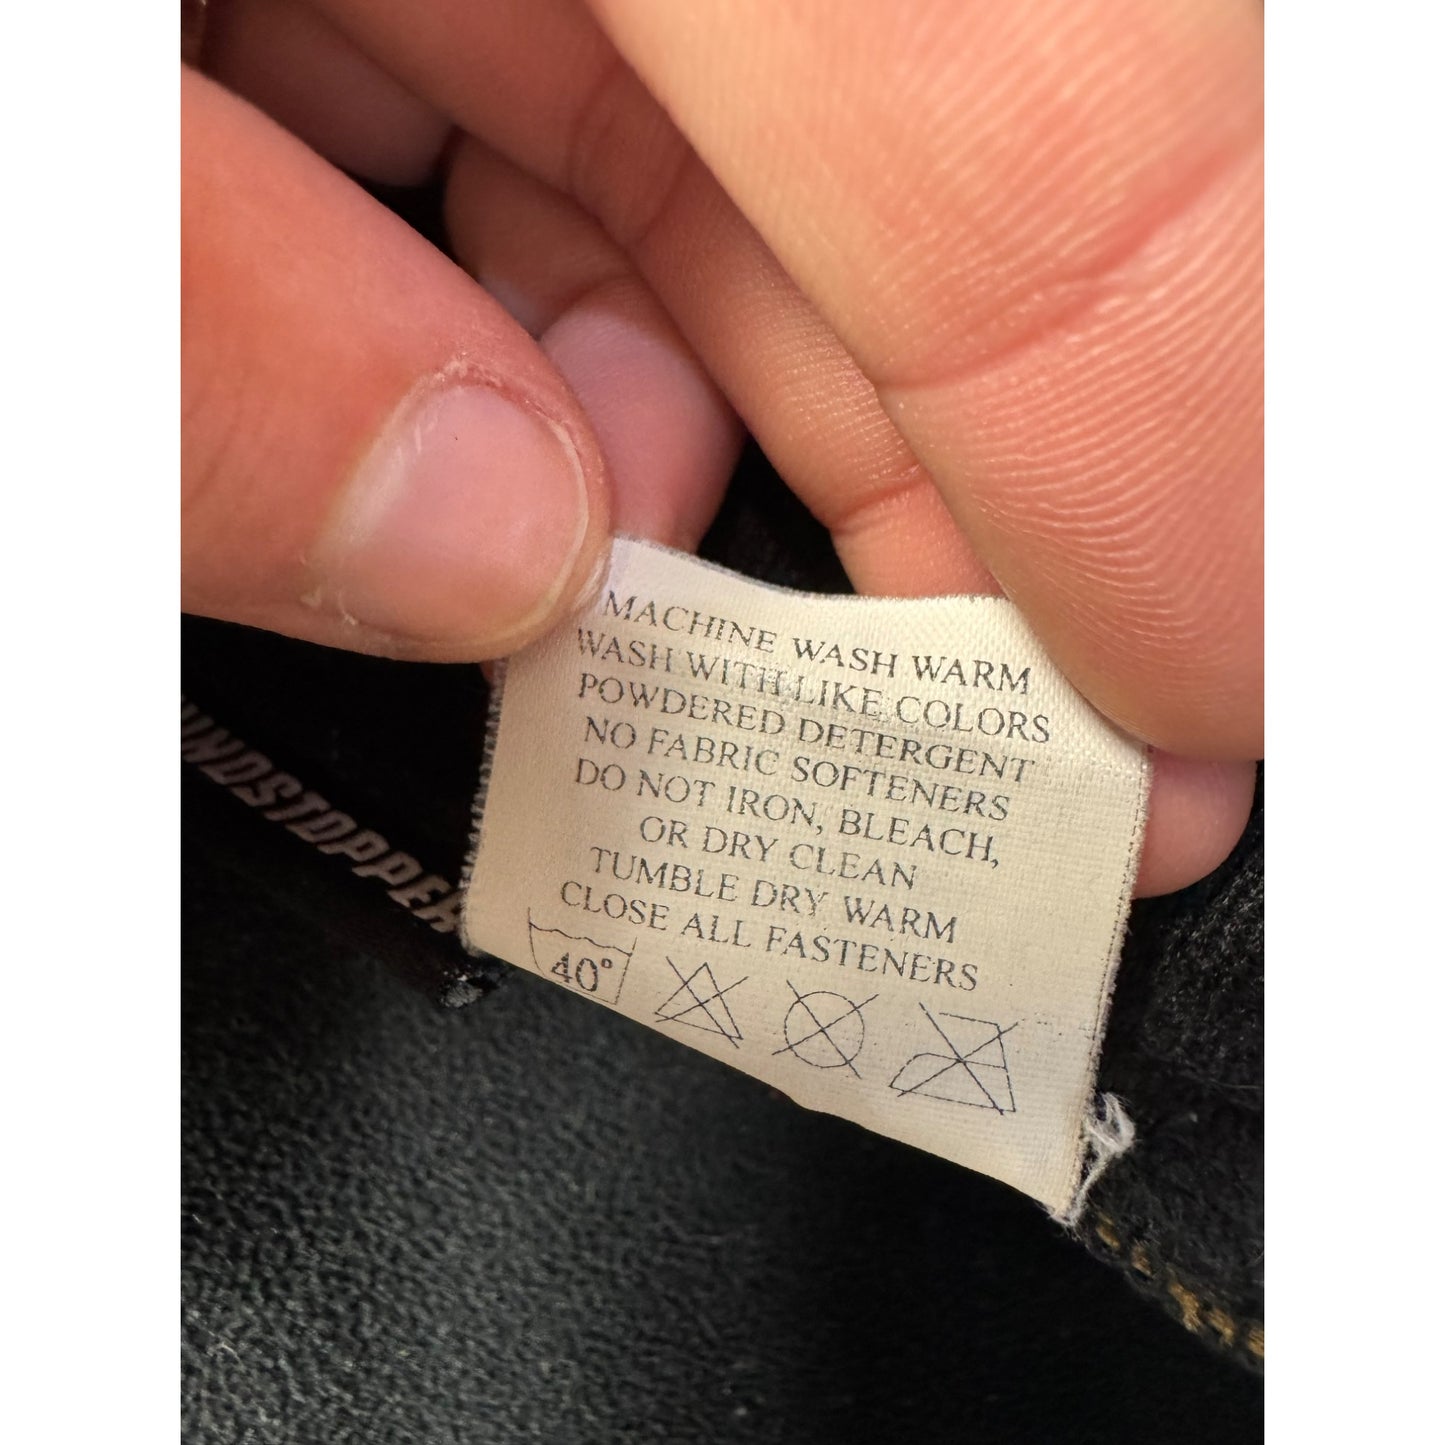 MACHINE WASH WARM
WASH WITH LIKE COLORS
POWDERED DETERGENT
NO FABRIC SOFTENERS
DO NOT IRON, BLEACH,
OR DRY CLEAN
TUMBLE DRY WARM
CLOSE ALL FASTENERS
40°
WINDSTOPPER